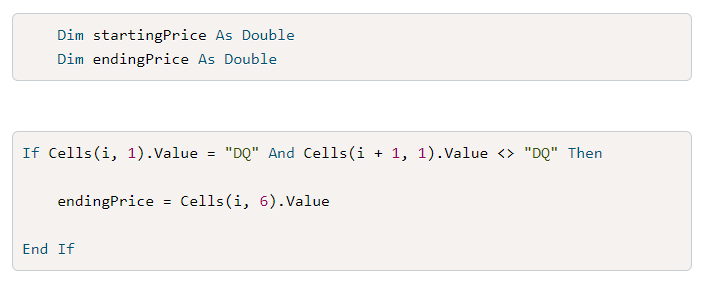 Dim startingPrice As Double
Dim endingPrice As Double
If Cells(i, 1).Value = "DQ" And Cells(i + 1, 1).Value <> "DQ" Then
endingPrice = Cells(i, 6).Value
End If